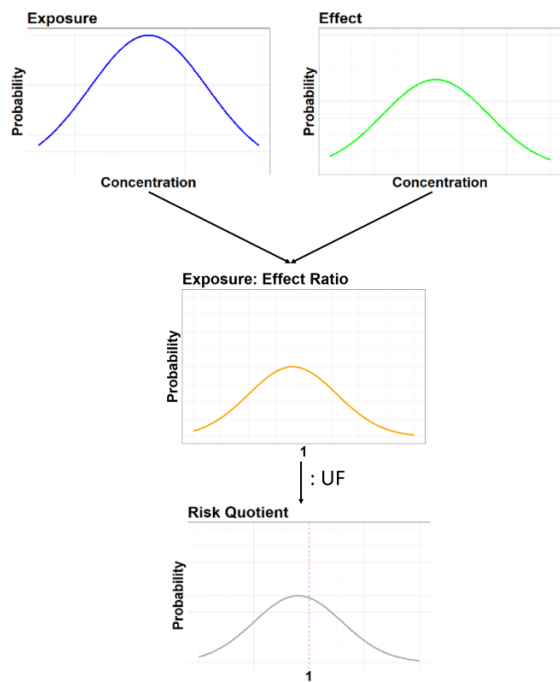 Exposure
Effect
Probability
Probability
Concentration
Concentration
Exposure: Effect Ratio
Probability
1
: UF
Risk Quotient
Probability
1